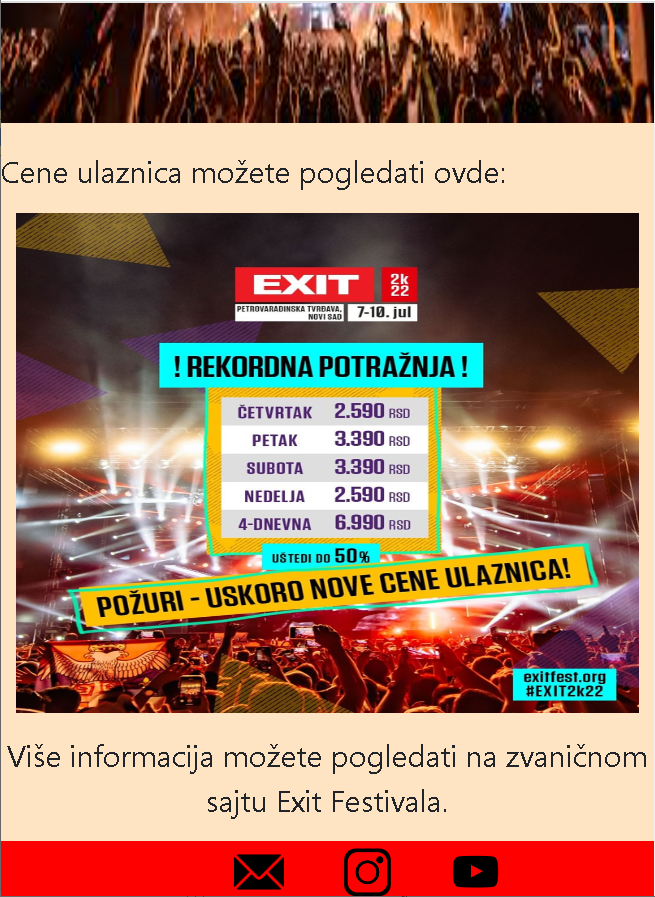 Cene ulaznica možete pogledati ovde:
EXIT 2k
22
PETROVARADINSKA TVRĐAVA,
NOVI SAD
7-10. jul
! REKORDNA POTRAŽNJA !
ČETVRTAK 2.590 RSD
PETAK 3.390 RSD
SUBOTA 3.390 RSD
NEDELJA 2.590 RSD
4-DNEVNA 6.990 RSD
UŠTEDI DO 50%
POŽURI - USKORO NOVE CENE ULAZNICA!
exitfest.org
#EXIT2k22
Više informacija možete pogledati na zvaničnom
sajtu Exit Festivala.